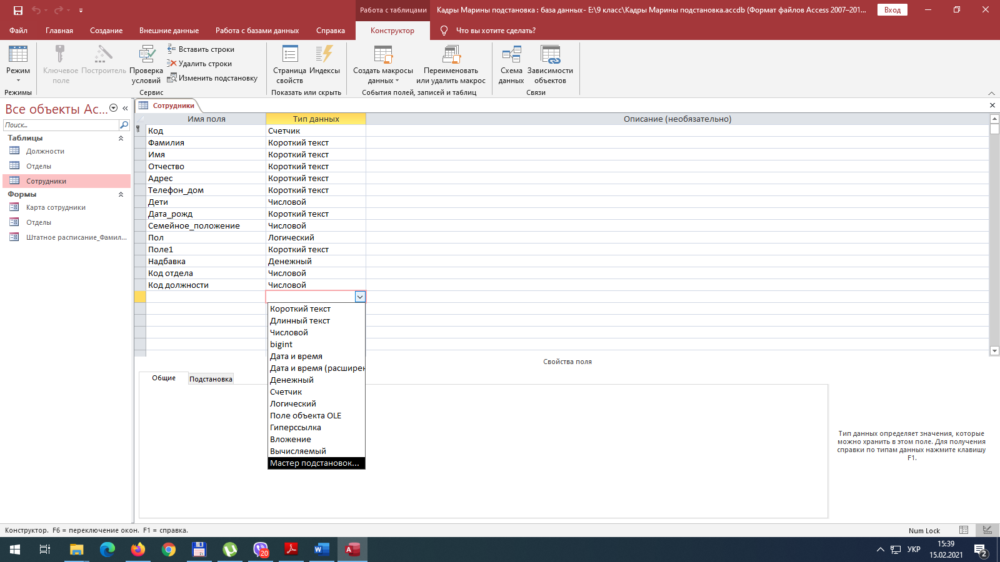 Работа с таблицами
Кадры Марины подстановка : база данных- E:\9 класс\Кадры Марины подстановка.accdb (Формат файлов Access 2007–201...
Вход
Файл
Главная
Создание
Внешние данные
Работа с базами данных
Справка
Конструктор
Что вы хотите сделать?
Режим
Ключевое поле
Построитель
Проверка условий
Вставить строки
Удалить строки
Изменить подстановку
Страница свойств
Индексы
Создать макросы данных
Переименовать или удалить макрос
Схема данных
Зависимости объектов
Режимы
Сервис
Показать или скрыть
События полей, записей и таблиц
Связи
Все объекты Ac...
Поиск...
Таблицы
Должности
Отделы
Сотрудники
Формы
Карта сотрудники
Отделы
Штатное расписание_Фамил...
Сотрудники
Имя поля Тип данных Описание (необязательно)
Код Счетчик
Фамилия Короткий текст
Имя Короткий текст
Отчество Короткий текст
Адрес Короткий текст
Телефон_дом Короткий текст
Дети Числовой
Дата_рожд Короткий текст
Семейное_положение Числовой
Пол Логический
Поле1 Короткий текст
Надбавка Денежный
Код отдела Числовой
Код должности Числовой
Короткий текст
Длинный текст
Числовой
bigint
Дата и время
Дата и время (расширен
Денежный
Счетчик
Логический
Поле объекта OLE
Гиперссылка
Вложение
Вычисляемый
Мастер подстановок...
Свойства поля
Общие
Подстановка
Тип данных определяет значения, которые
можно хранить в этом поле. Для получения
справки по типам данных нажмите клавишу
F1.
Конструктор. F6 = переключение окон. F1 = справка.
Num Lock
20
A
W
A
УКР
15:39
15.02.2021
2